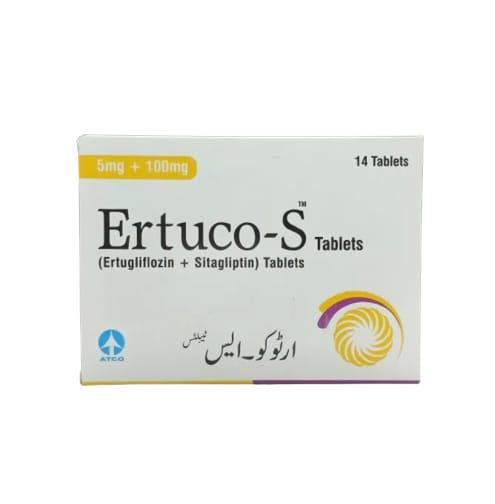 5mg + 100mg
14 Tablets
Ertuco-S™ Tablets
(Ertugliflozin + Sitagliptin) Tablets
ارٹوکو۔ایس ٹیبلٹس
ATCO